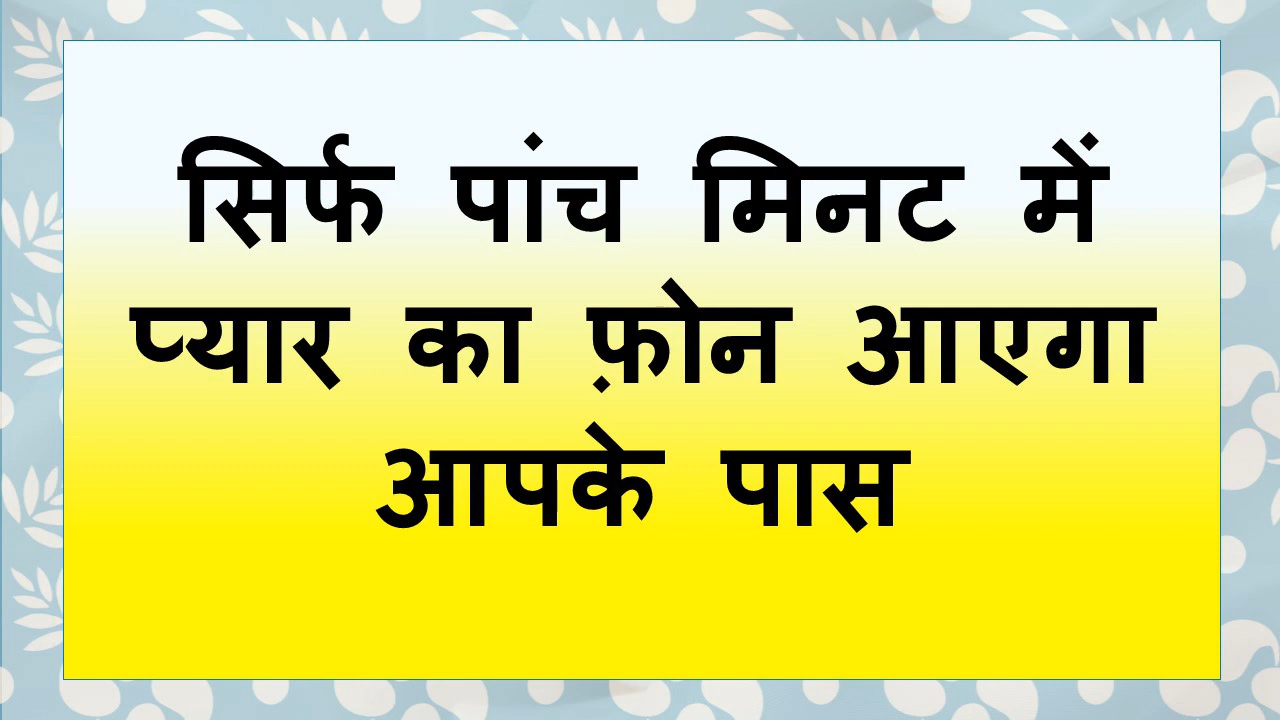 सिर्फ पांच मिनट में
प्यार का फ़ोन आएगा
आपके पास